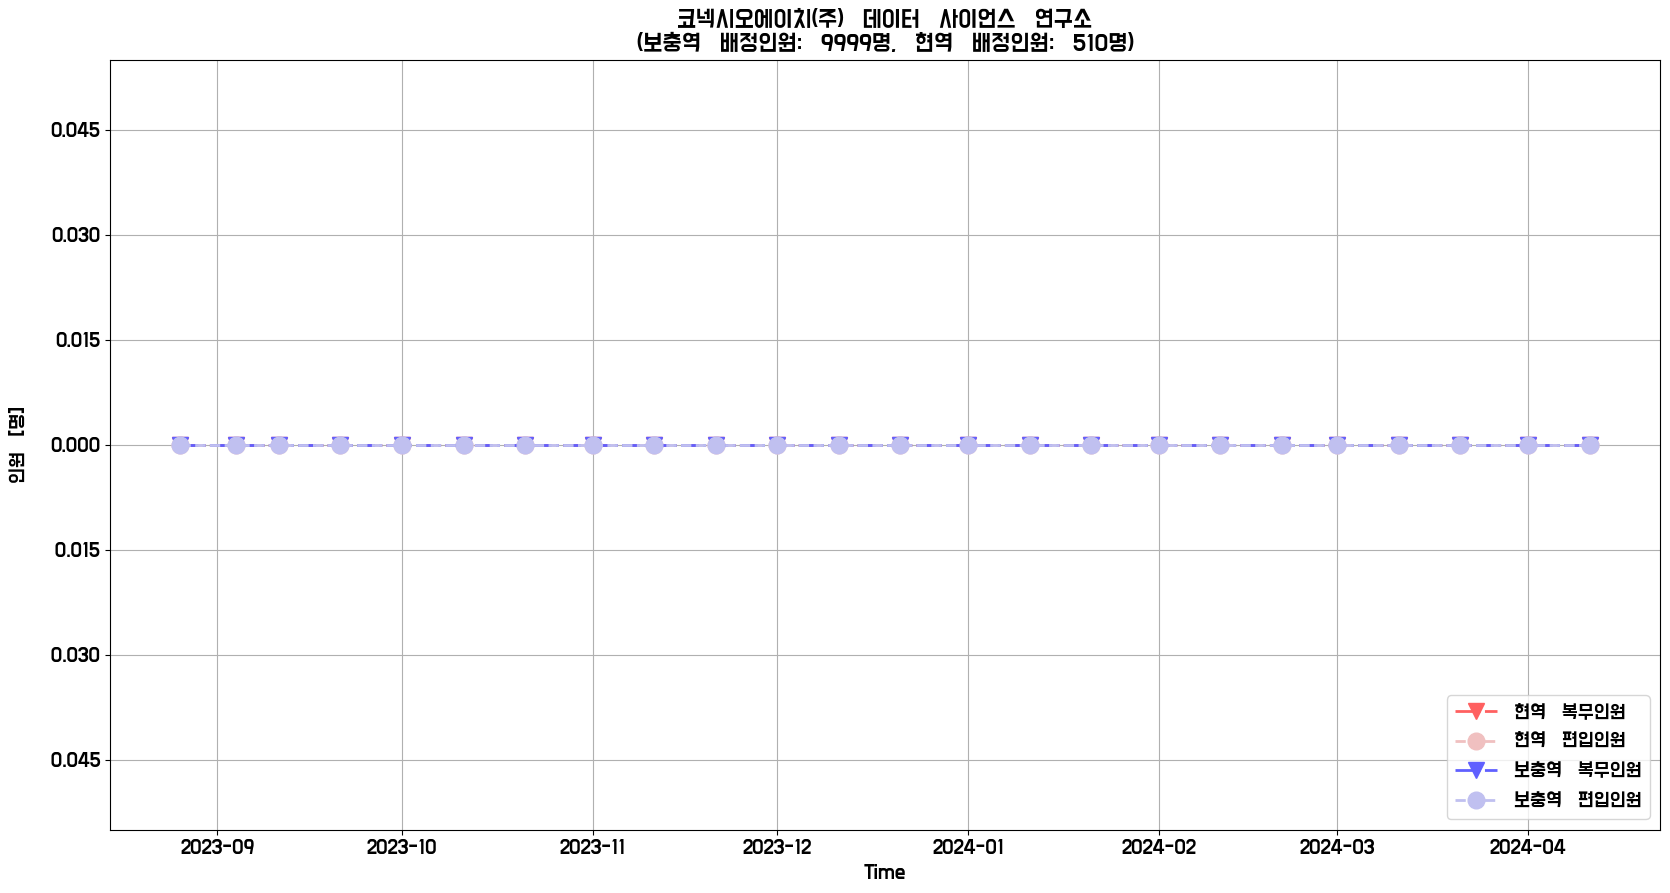 코넥시오에이치(주) 데이터 사이언스 연구소
(보충역 배정인원: 9999명, 현역 배정인원: 510명)
인원 [명]
0.045
0.030
0.015
0.000
0.015
0.030
0.045
현역 복무인원
현역 편입인원
보충역 복무인원
보충역 편입인원
2023-09 2023-10 2023-11 2023-12 2024-01 2024-02 2024-03 2024-04
Time